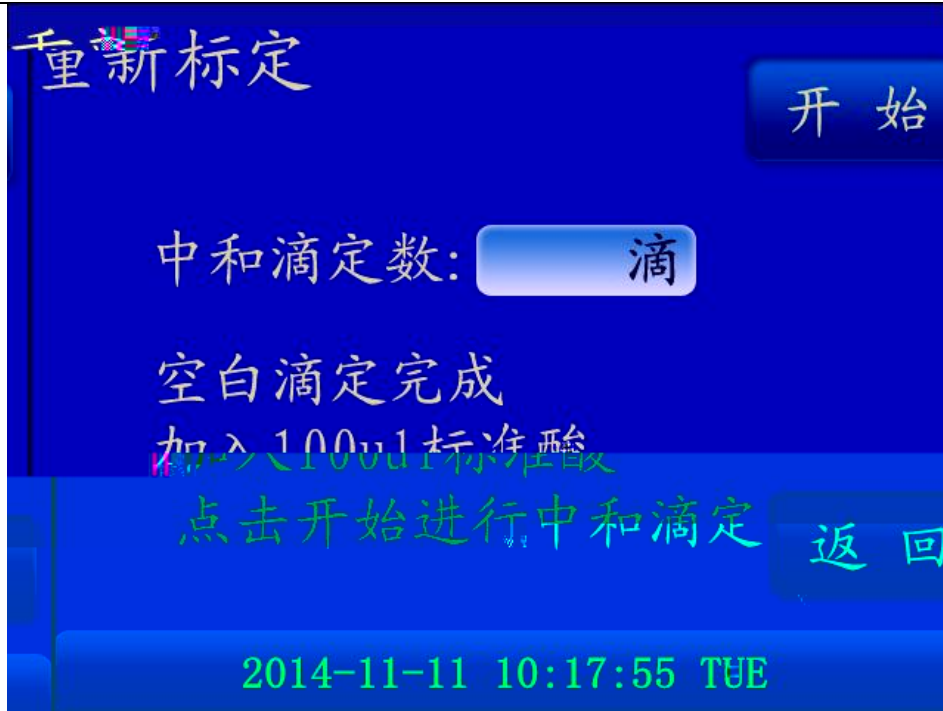 重新标定
开 始
中和滴定数: 滴
空白滴定完成
加入100ul标准酸
点击开始进行中和滴定
返 回
2014-11-11 10:17:55 TUE